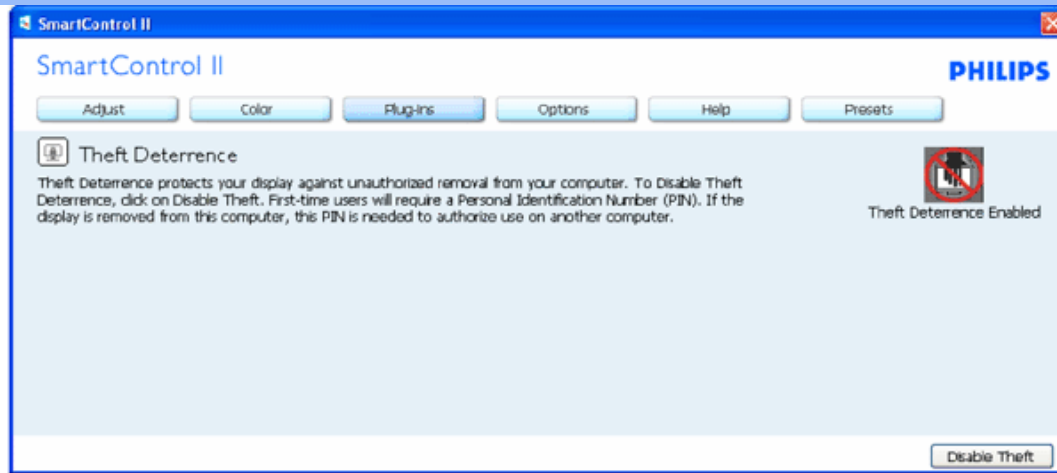 SmartControl II
SmartControl II
PHILIPS
Adjust Color Plug-Ins Options Help Presets
Theft Deterrence
Theft Deterrence protects your display against unauthorized removal from your computer. To Disable Theft
Deterrence, click on Disable Theft. First-time users will require a Personal Identification Number (PIN). If the
display is removed from this computer, this PIN is needed to authorize use on another computer.
Theft Deterrence Enabled
Disable Theft